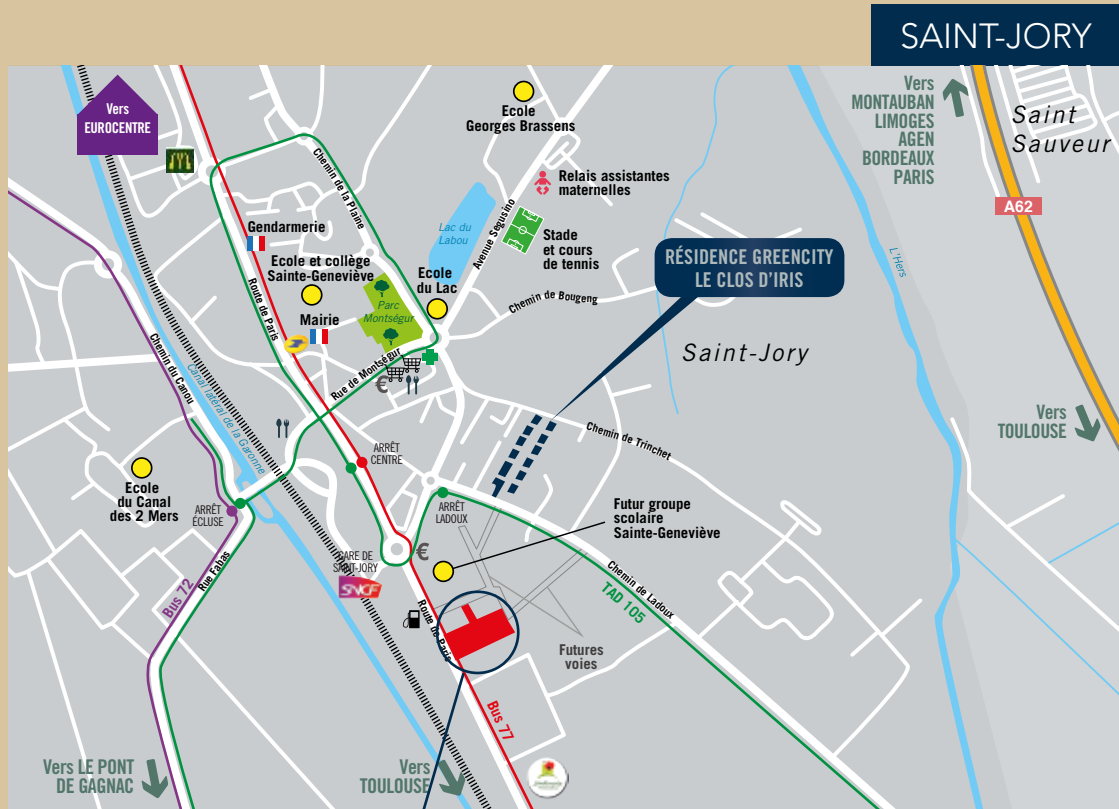 SAINT-JORY
Vers
EUROCENTRE
Ecole
Georges Brassens
Vers
MONTAUBAN
LIMOGES
AGEN
BORDEAUX
PARIS
Saint
Sauveur
A62
Chemin de la Plaine
Relais assistantes
maternelles
Lac du
Labou
Avenue Segusino
Stade
et cours
de tennis
Gendarmerie
Ecole et collège
Sainte-Geneviève
Ecole
du Lac
RÉSIDENCE GREENCITY
LE CLOS D'IRIS
L'Hers
Chemin de Bougeng
Route de Paris
Parc
Montségur
Mairie
Saint-Jory
Chemin du Canou
Canal latéral de la Garonne
Rue de Montségur
€
Chemin de Trinchet
Vers
TOULOUSE
ARRÊT
CENTRE
Ecole
du Canal
des 2 Mers
ARRÊT
ÉCLUSE
ARRÊT
LADOUX
Futur groupe
scolaire
Sainte-Geneviève
€
GARE DE
SAINT-JORY
SNCF
Rue Fabas
Bus 72
Chemin de Ladoux
TAD 105
Route de Paris
Futures
voies
Bus 77
Vers LE PONT
DE GAGNAC
Vers
TOULOUSE